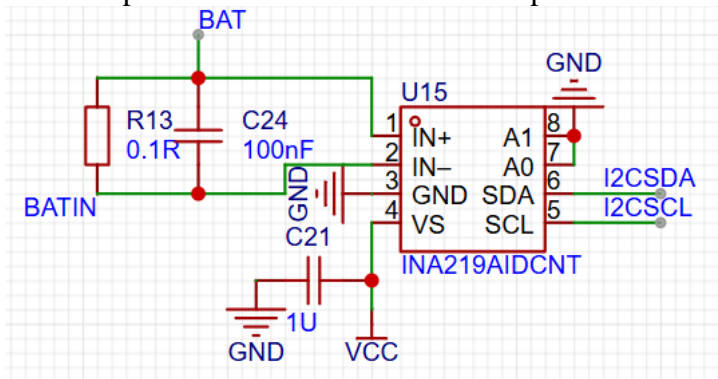 BAT
GND
U15
R13
C24
0.1R
100nF
1
IN+
A1
8
2
IN–
A0
7
3
GND
SDA
6
I2CSDA
4
VS
SCL
5
I2CSCL
BATIN
GND
C21
INA219AIDCNT
1U
GND
VCC